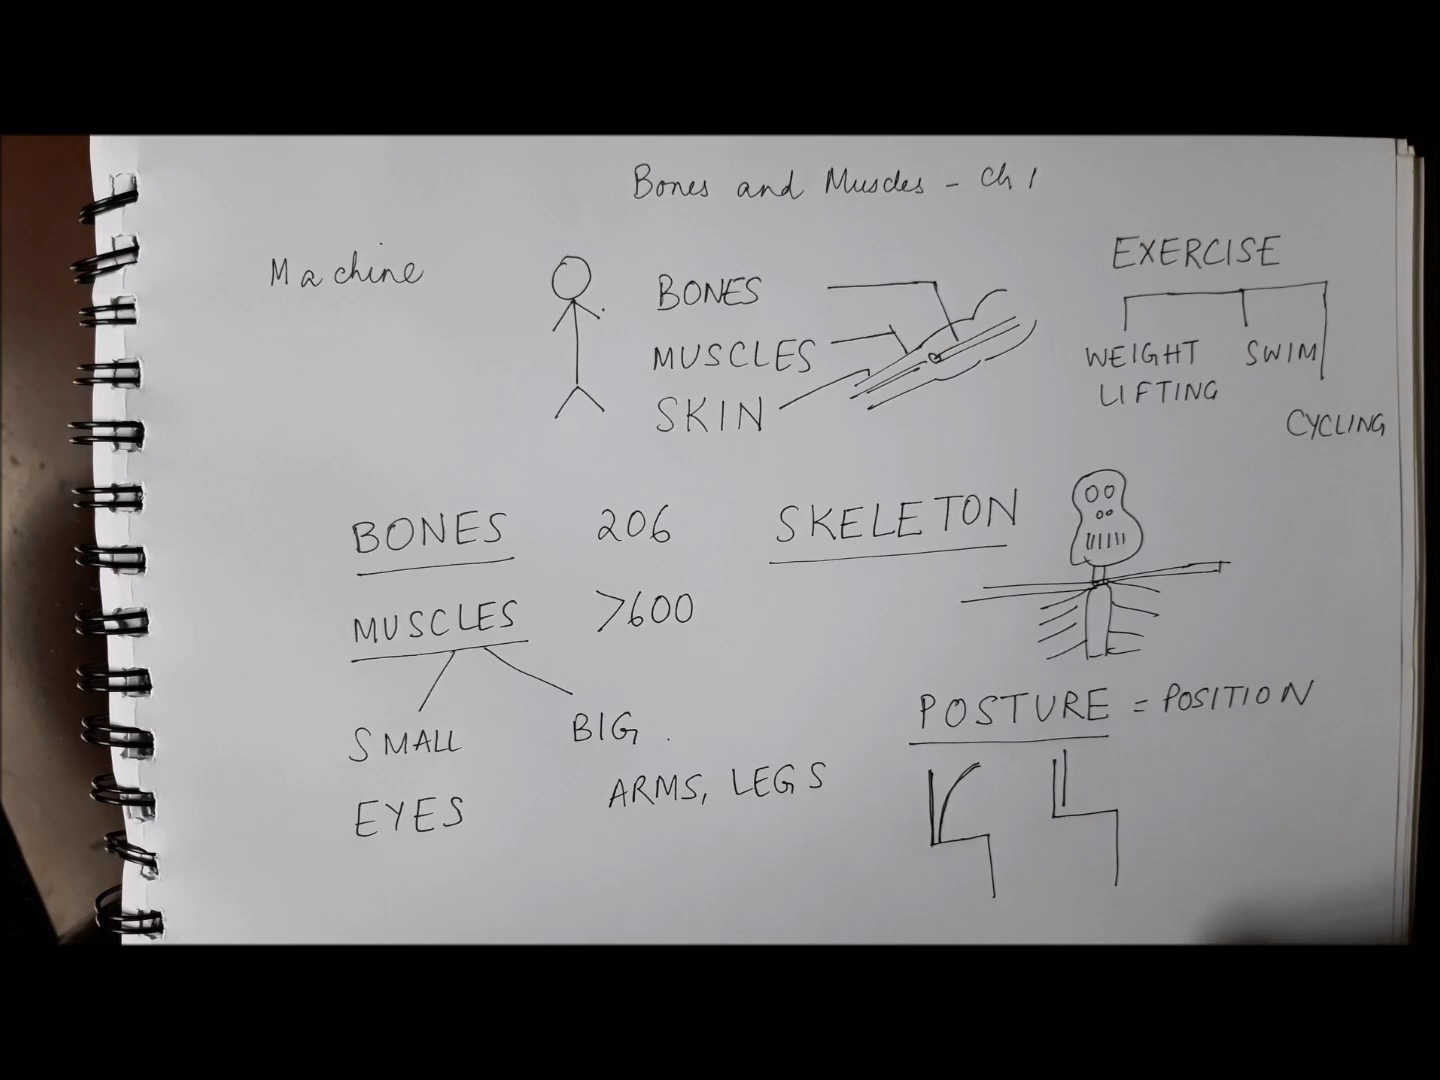 Bones and Muscles - Ch 1
Machine
BONES
MUSCLES
SKIN
EXERCISE
WEIGHT LIFTING
SWIM
CYCLING
BONES 206
MUSCLES >600
SMALL
BIG.
EYES
ARMS, LEGS
SKELETON
POSTURE = POSITION